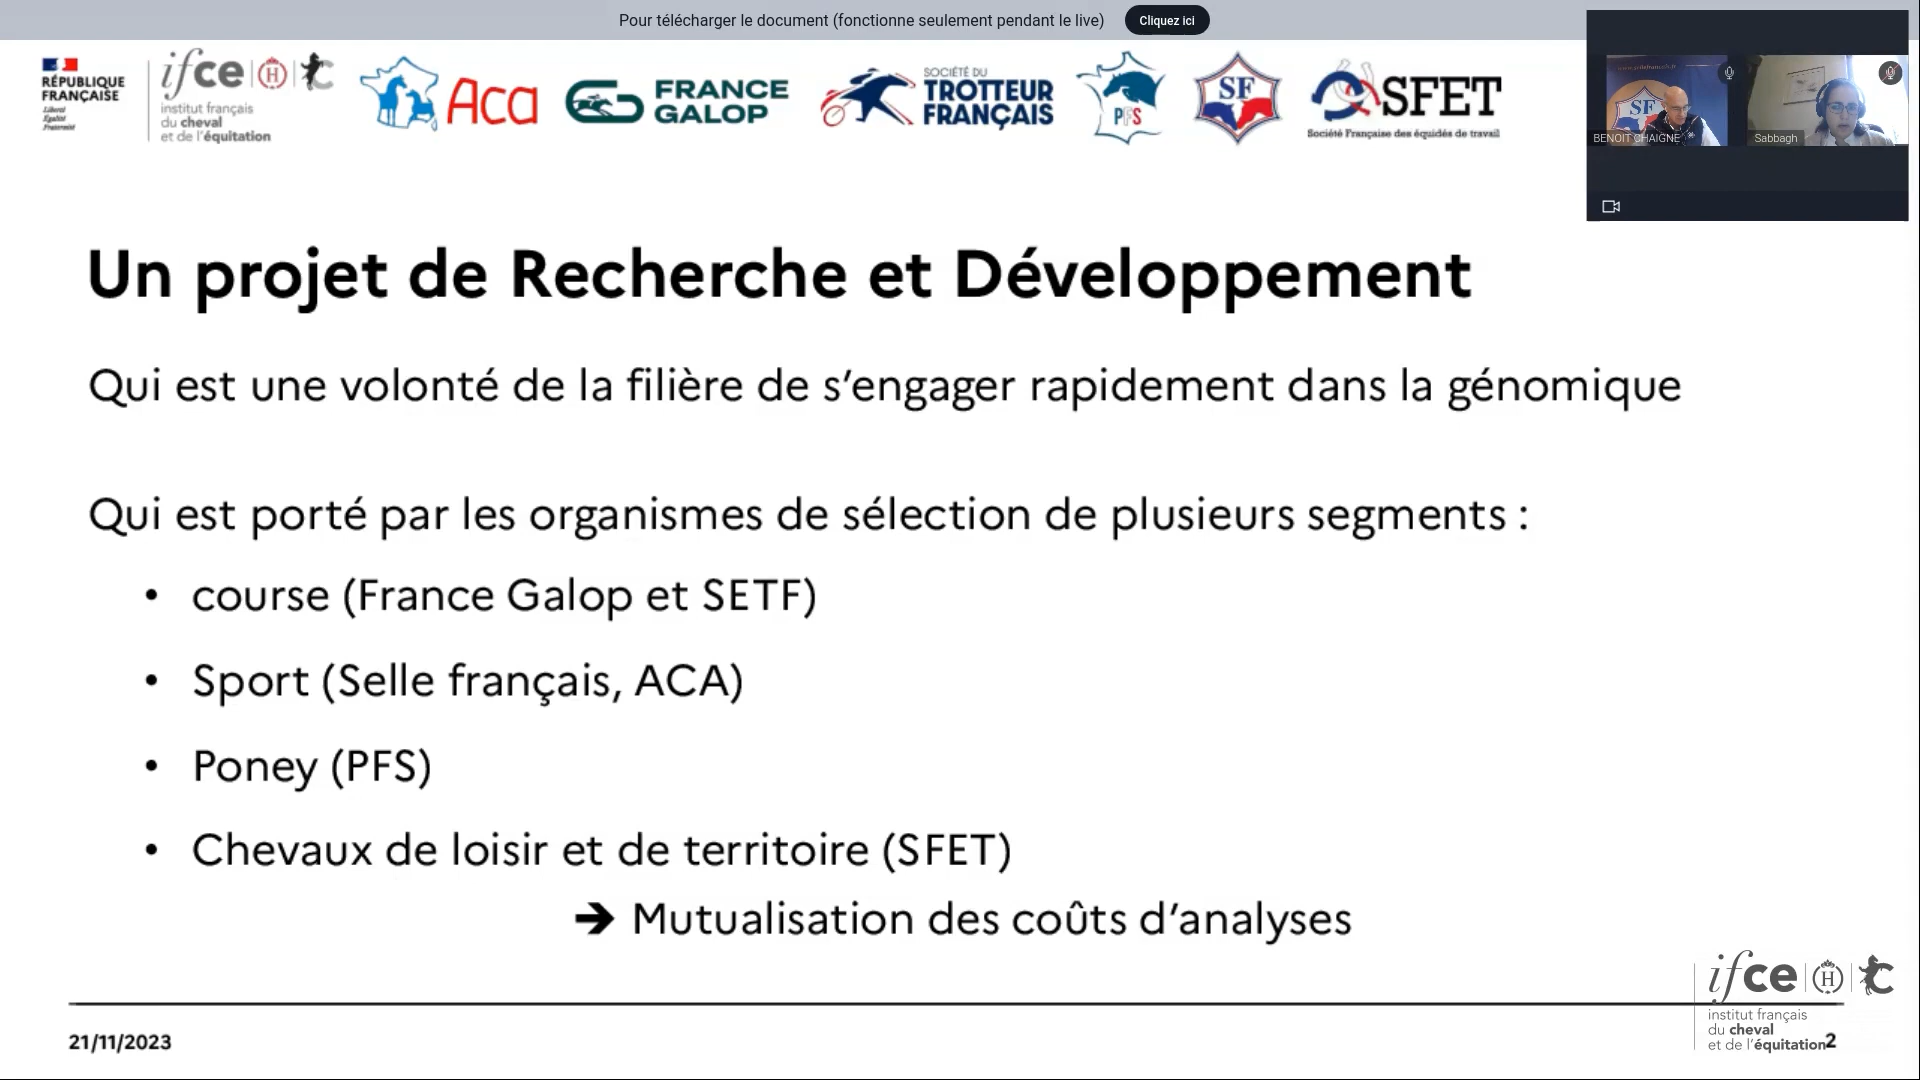 Pour télécharger le document (fonctionne seulement pendant le live)
Cliquez ici
RÉPUBLIQUE
FRANÇAISE
Liberté
Égalité
Fraternité
ifce
H
institut français
du cheval
et de l'équitation
Aca
FRANCE
GALOP
SOCIÉTÉ DU
TROTTEUR
FRANÇAIS
PFS
SF
SFET
Société Française des équidés de travail
SF
BENOIT CHAIGNE
Sabbagh
Un projet de Recherche et Développement
Qui est une volonté de la filière de s'engager rapidement dans la génomique
Qui est porté par les organismes de sélection de plusieurs segments :
• course (France Galop et SETF)
• Sport (Selle français, ACA)
• Poney (PFS)
• Chevaux de loisir et de territoire (SFET)
➔ Mutualisation des coûts d'analyses
ifce
H
institut français
du cheval
et de l'équitation
21/11/2023
2